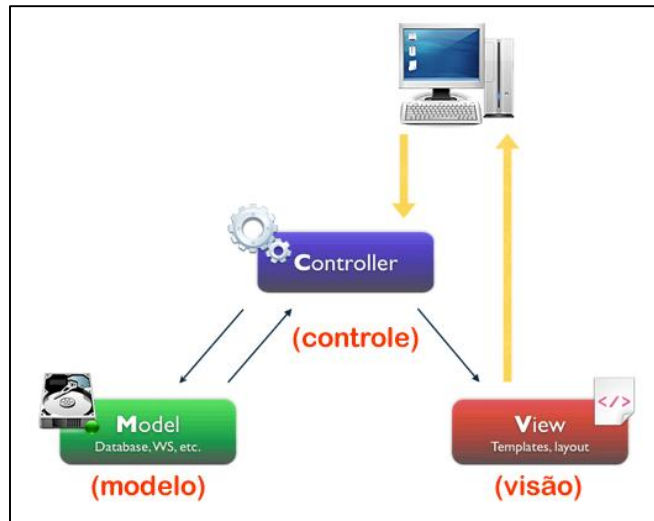 Controller
(controle)
Model
Database, WS, etc.
(modelo)
</>
View
Templates, layout
(visão)